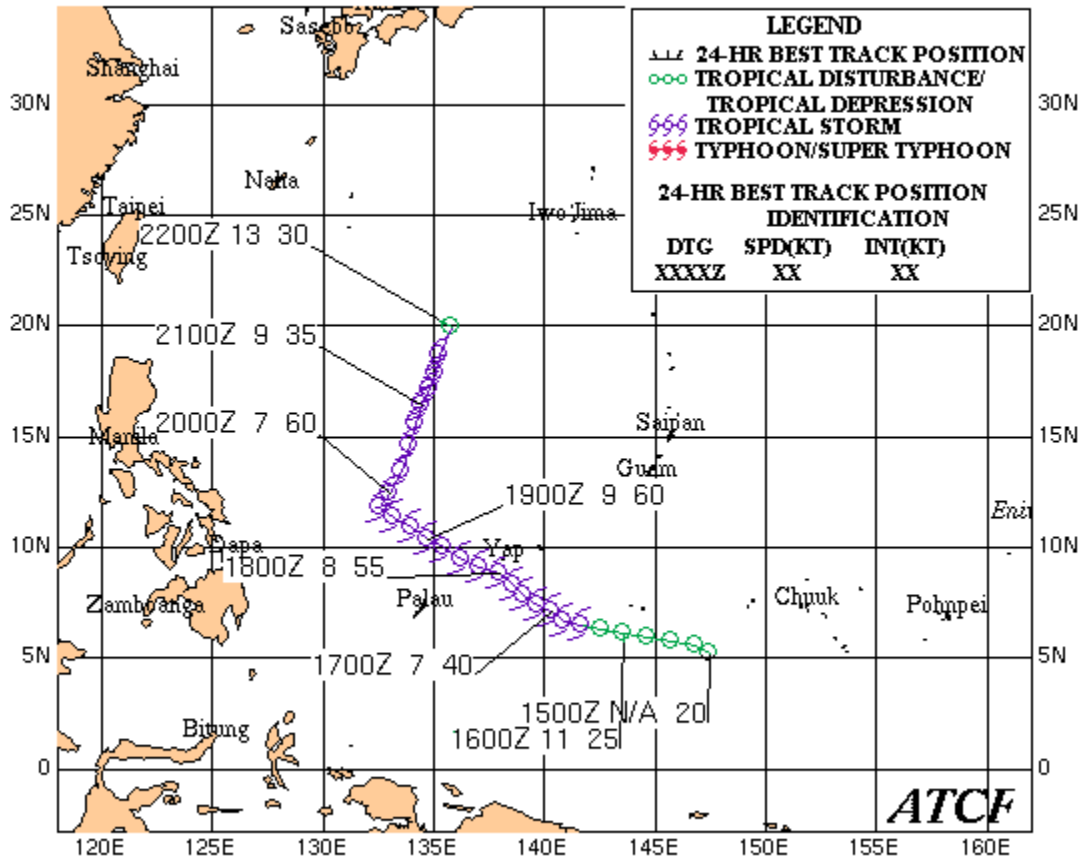 LEGEND
24-HR BEST TRACK POSITION
TROPICAL DISTURBANCE/
TROPICAL DEPRESSION
TROPICAL STORM
TYPHOON/SUPER TYPHOON
24-HR BEST TRACK POSITION
IDENTIFICATION
DTG SPD(KT) INT(KT)
XXXXZ XX XX
Sasebo
Shanghai
30N 30N
Naha
Taipei
25N Iwo Jima 25N
2200Z 13 30
Tsoying
20N 20N
2100Z 9 35
2000Z 7 60
Saipan
15N Manila 15N
Guam
1900Z 9 60
Eni
10N Dapa Yap 10N
1800Z 8 55
Zamboanga Palau Chuuk Pohnpei
5N 5N
1700Z 7 40
1500Z N/A 20
Bitung
1600Z 11 25
0 0
ATCF
120E 125E 130E 135E 140E 145E 150E 155E 160E